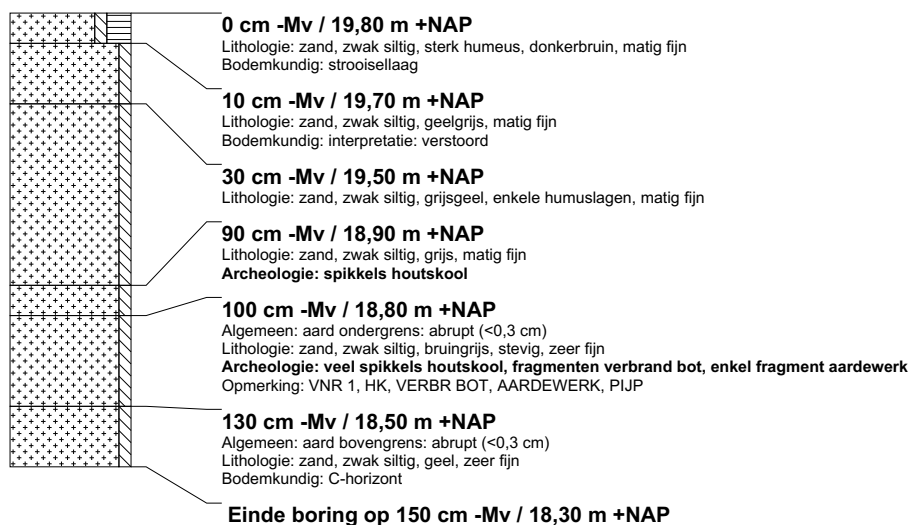 0 cm -Mv / 19,80 m +NAP
Lithologie: zand, zwak siltig, sterk humeus, donkerbruin, matig fijn
Bodemkundig: strooisellaag
10 cm -Mv / 19,70 m +NAP
Lithologie: zand, zwak siltig, geelgrijs, matig fijn
Bodemkundig: interpretatie: verstoord
30 cm -Mv / 19,50 m +NAP
Lithologie: zand, zwak siltig, grijsgeel, enkele humuslagen, matig fijn
90 cm -Mv / 18,90 m +NAP
Lithologie: zand, zwak siltig, grijs, matig fijn
Archeologie: spikkels houtskool
100 cm -Mv / 18,80 m +NAP
Algemeen: aard ondergrens: abrupt (<0,3 cm)
Lithologie: zand, zwak siltig, bruingrijs, stevig, zeer fijn
Archeologie: veel spikkels houtskool, fragmenten verbrand bot, enkel fragment aardewerk
Opmerking: VNR 1, HK, VERBR BOT, AARDEWERK, PIJP
130 cm -Mv / 18,50 m +NAP
Algemeen: aard bovengrens: abrupt (<0,3 cm)
Lithologie: zand, zwak siltig, geel, zeer fijn
Bodemkundig: C-horizont
Einde boring op 150 cm -Mv / 18,30 m +NAP